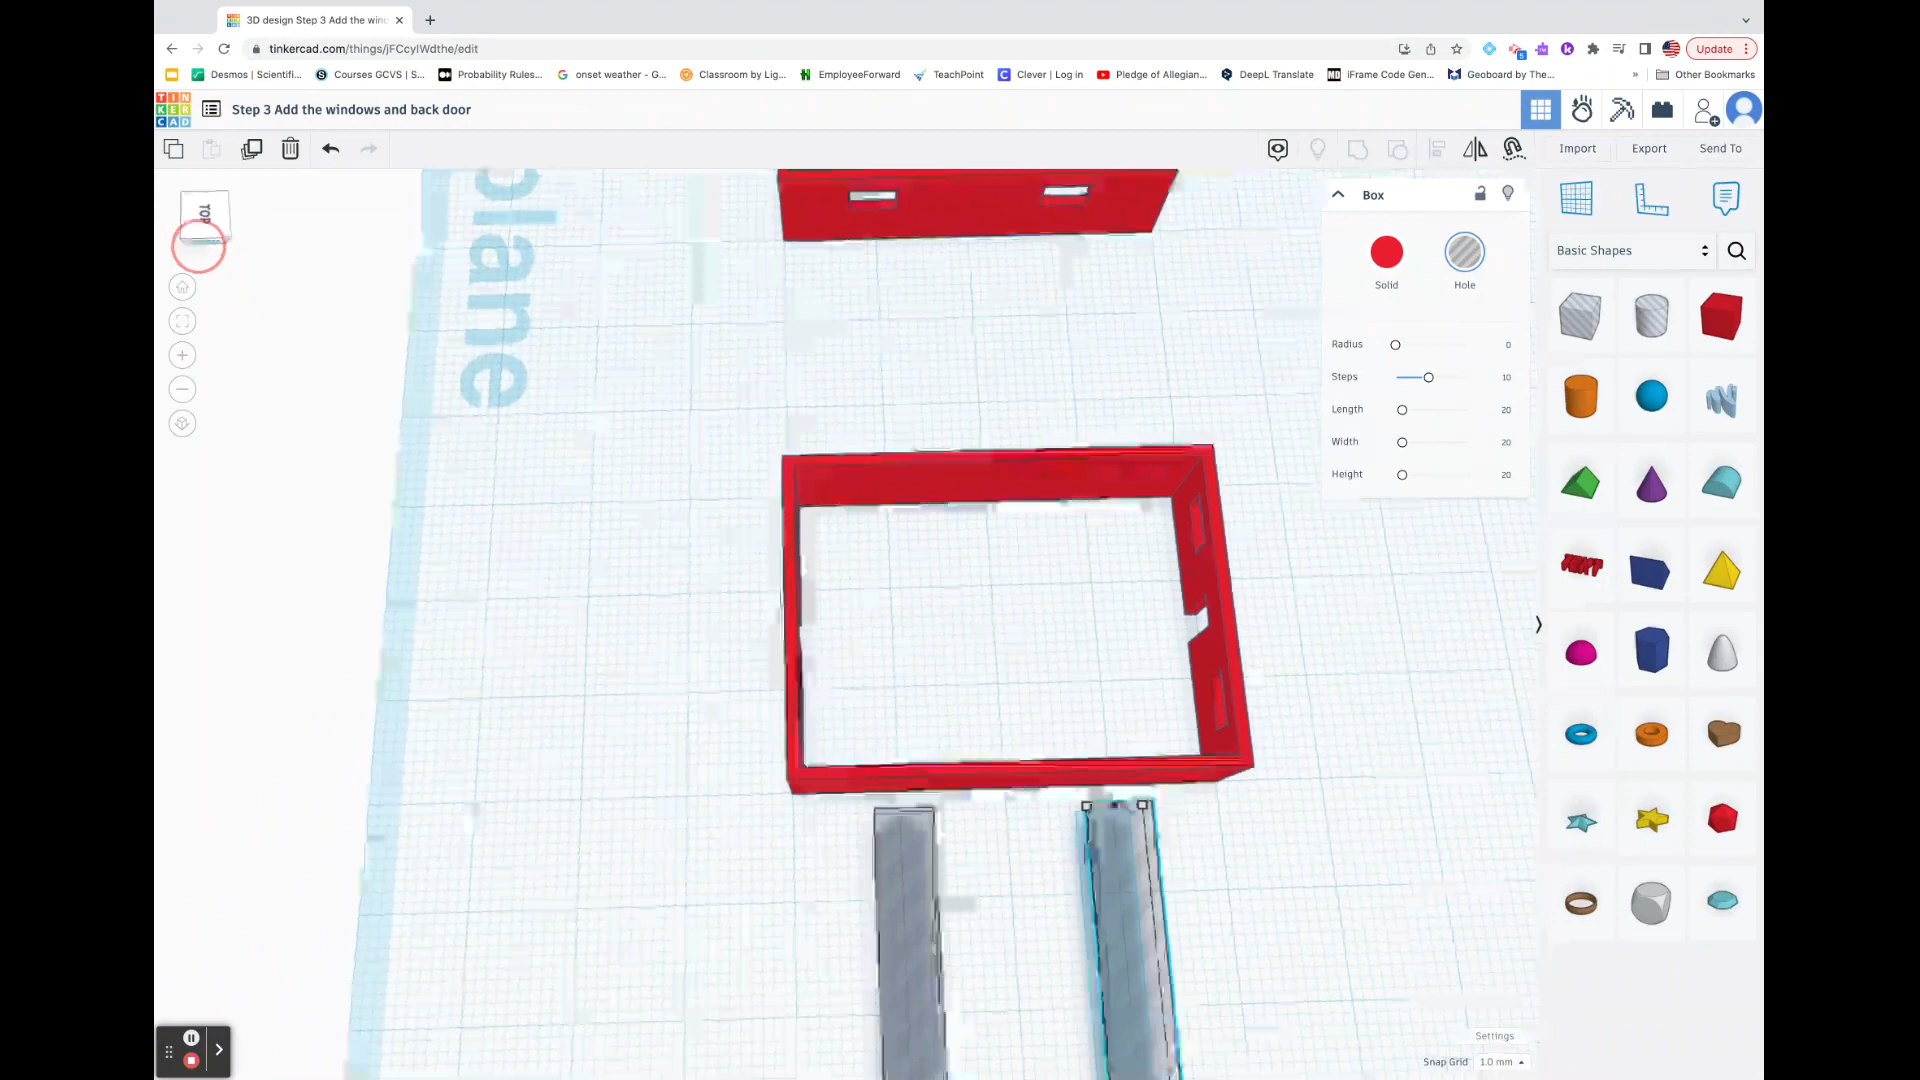 3D design Step 3 Add the wind
tinkercad.com/things/jFCcyIWdthe/edit
Update
Desmos | Scientifi...
Courses GCVS | S...
Probability Rules...
onset weather - G...
Classroom by Lig...
EmployeeForward
TeachPoint
Clever | Log in
Pledge of Allegian...
DeepL Translate
iFrame Code Gen...
Geoboard by The...
»
Other Bookmarks
TIN
KER
CAD
Step 3 Add the windows and back door
Import
Export
Send To
TOP
plane
Box
Solid
Hole
Radius 0
Steps 10
Length 20
Width 20
Height 20
Basic Shapes
TEXT
Settings
Snap Grid 1.0 mm